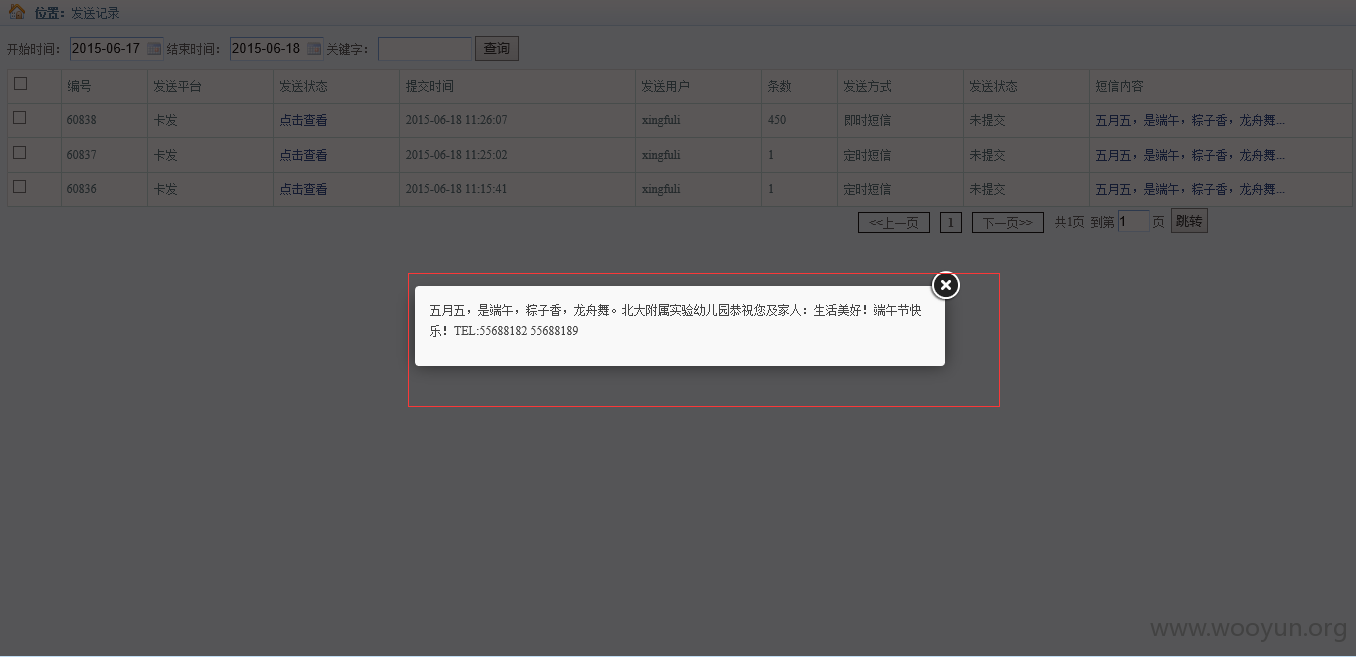 位置：发送记录
开始时间： 2015-06-17 结束时间： 2015-06-18 关键字： 查询
编号 发送平台 发送状态 提交时间 发送用户 条数 发送方式 发送状态 短信内容
60838 卡发 点击查看 2015-06-18 11:26:07 xingfuli 450 即时短信 未提交 五月五，是端午，粽子香，龙舟舞...
60837 卡发 点击查看 2015-06-18 11:25:02 xingfuli 1 定时短信 未提交 五月五，是端午，粽子香，龙舟舞...
60836 卡发 点击查看 2015-06-18 11:15:41 xingfuli 1 定时短信 未提交 五月五，是端午，粽子香，龙舟舞...
<<上一页 1 下一页>> 共1页 到第 1 页 跳转
五月五，是端午，粽子香，龙舟舞。北大附属实验幼儿园恭祝您及家人：生活美好！端午节快
乐！TEL:55688182 55688189
www.wooyun.org